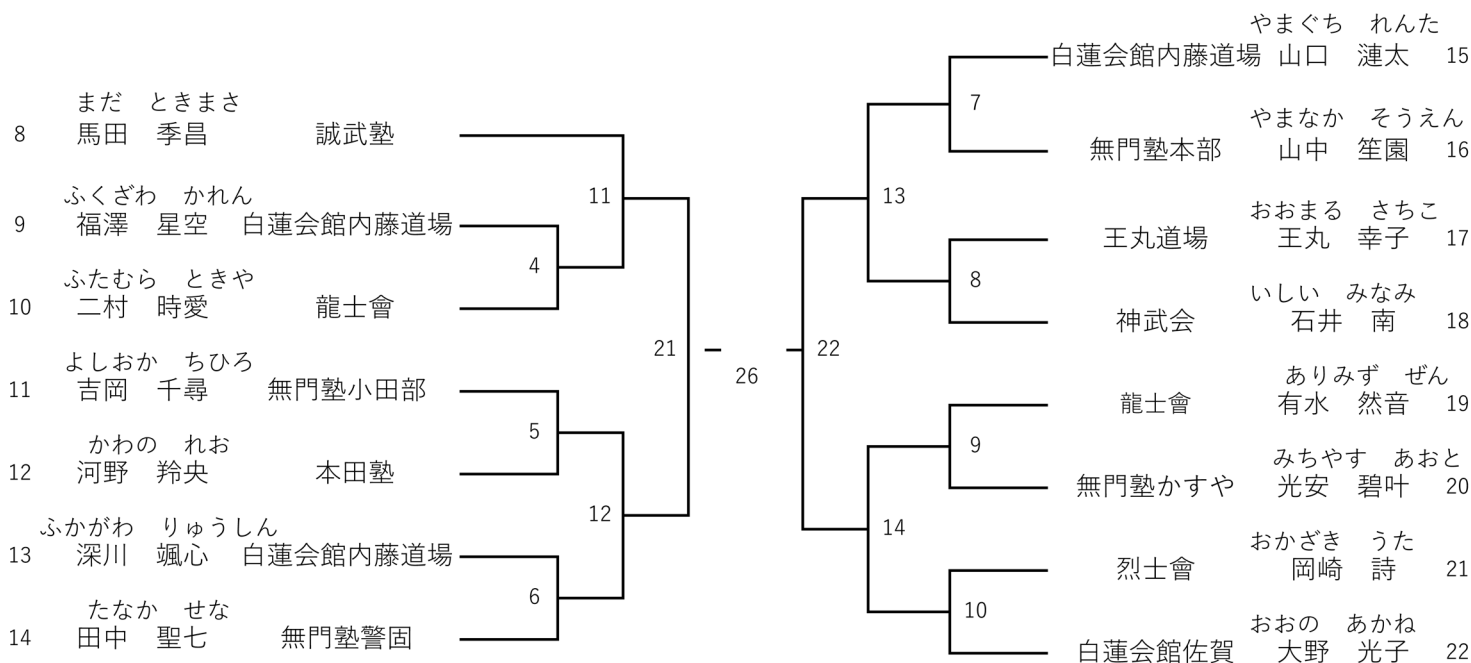 まだ ときまさ
8 馬田 季昌 誠武塾
ふくざわ かれん
9 福澤 星空 白蓮会館内藤道場
ふたむら ときや
10 二村 時愛 龍士會
よしおか ちひろ
11 吉岡 千尋 無門塾小田部
かわの れお
12 河野 羚央 本田塾
ふかがわ りゅうしん
13 深川 颯心 白蓮会館内藤道場
たなか せな
14 田中 聖七 無門塾警固
11
4
5
12
6
21
26
22
13
7
8
9
14
10
やまぐち れんた
白蓮会館内藤道場 山口 漣太 15
やまなか そうえん
無門塾本部 山中 笙園 16
おおまる さちこ
王丸道場 王丸 幸子 17
いしい みなみ
神武会 石井 南 18
ありみず ぜん
龍士會 有水 然音 19
みちやす あおと
無門塾かすや 光安 碧叶 20
おかざき うた
烈士會 岡崎 詩 21
おおの あかね
白蓮会館佐賀 大野 光子 22